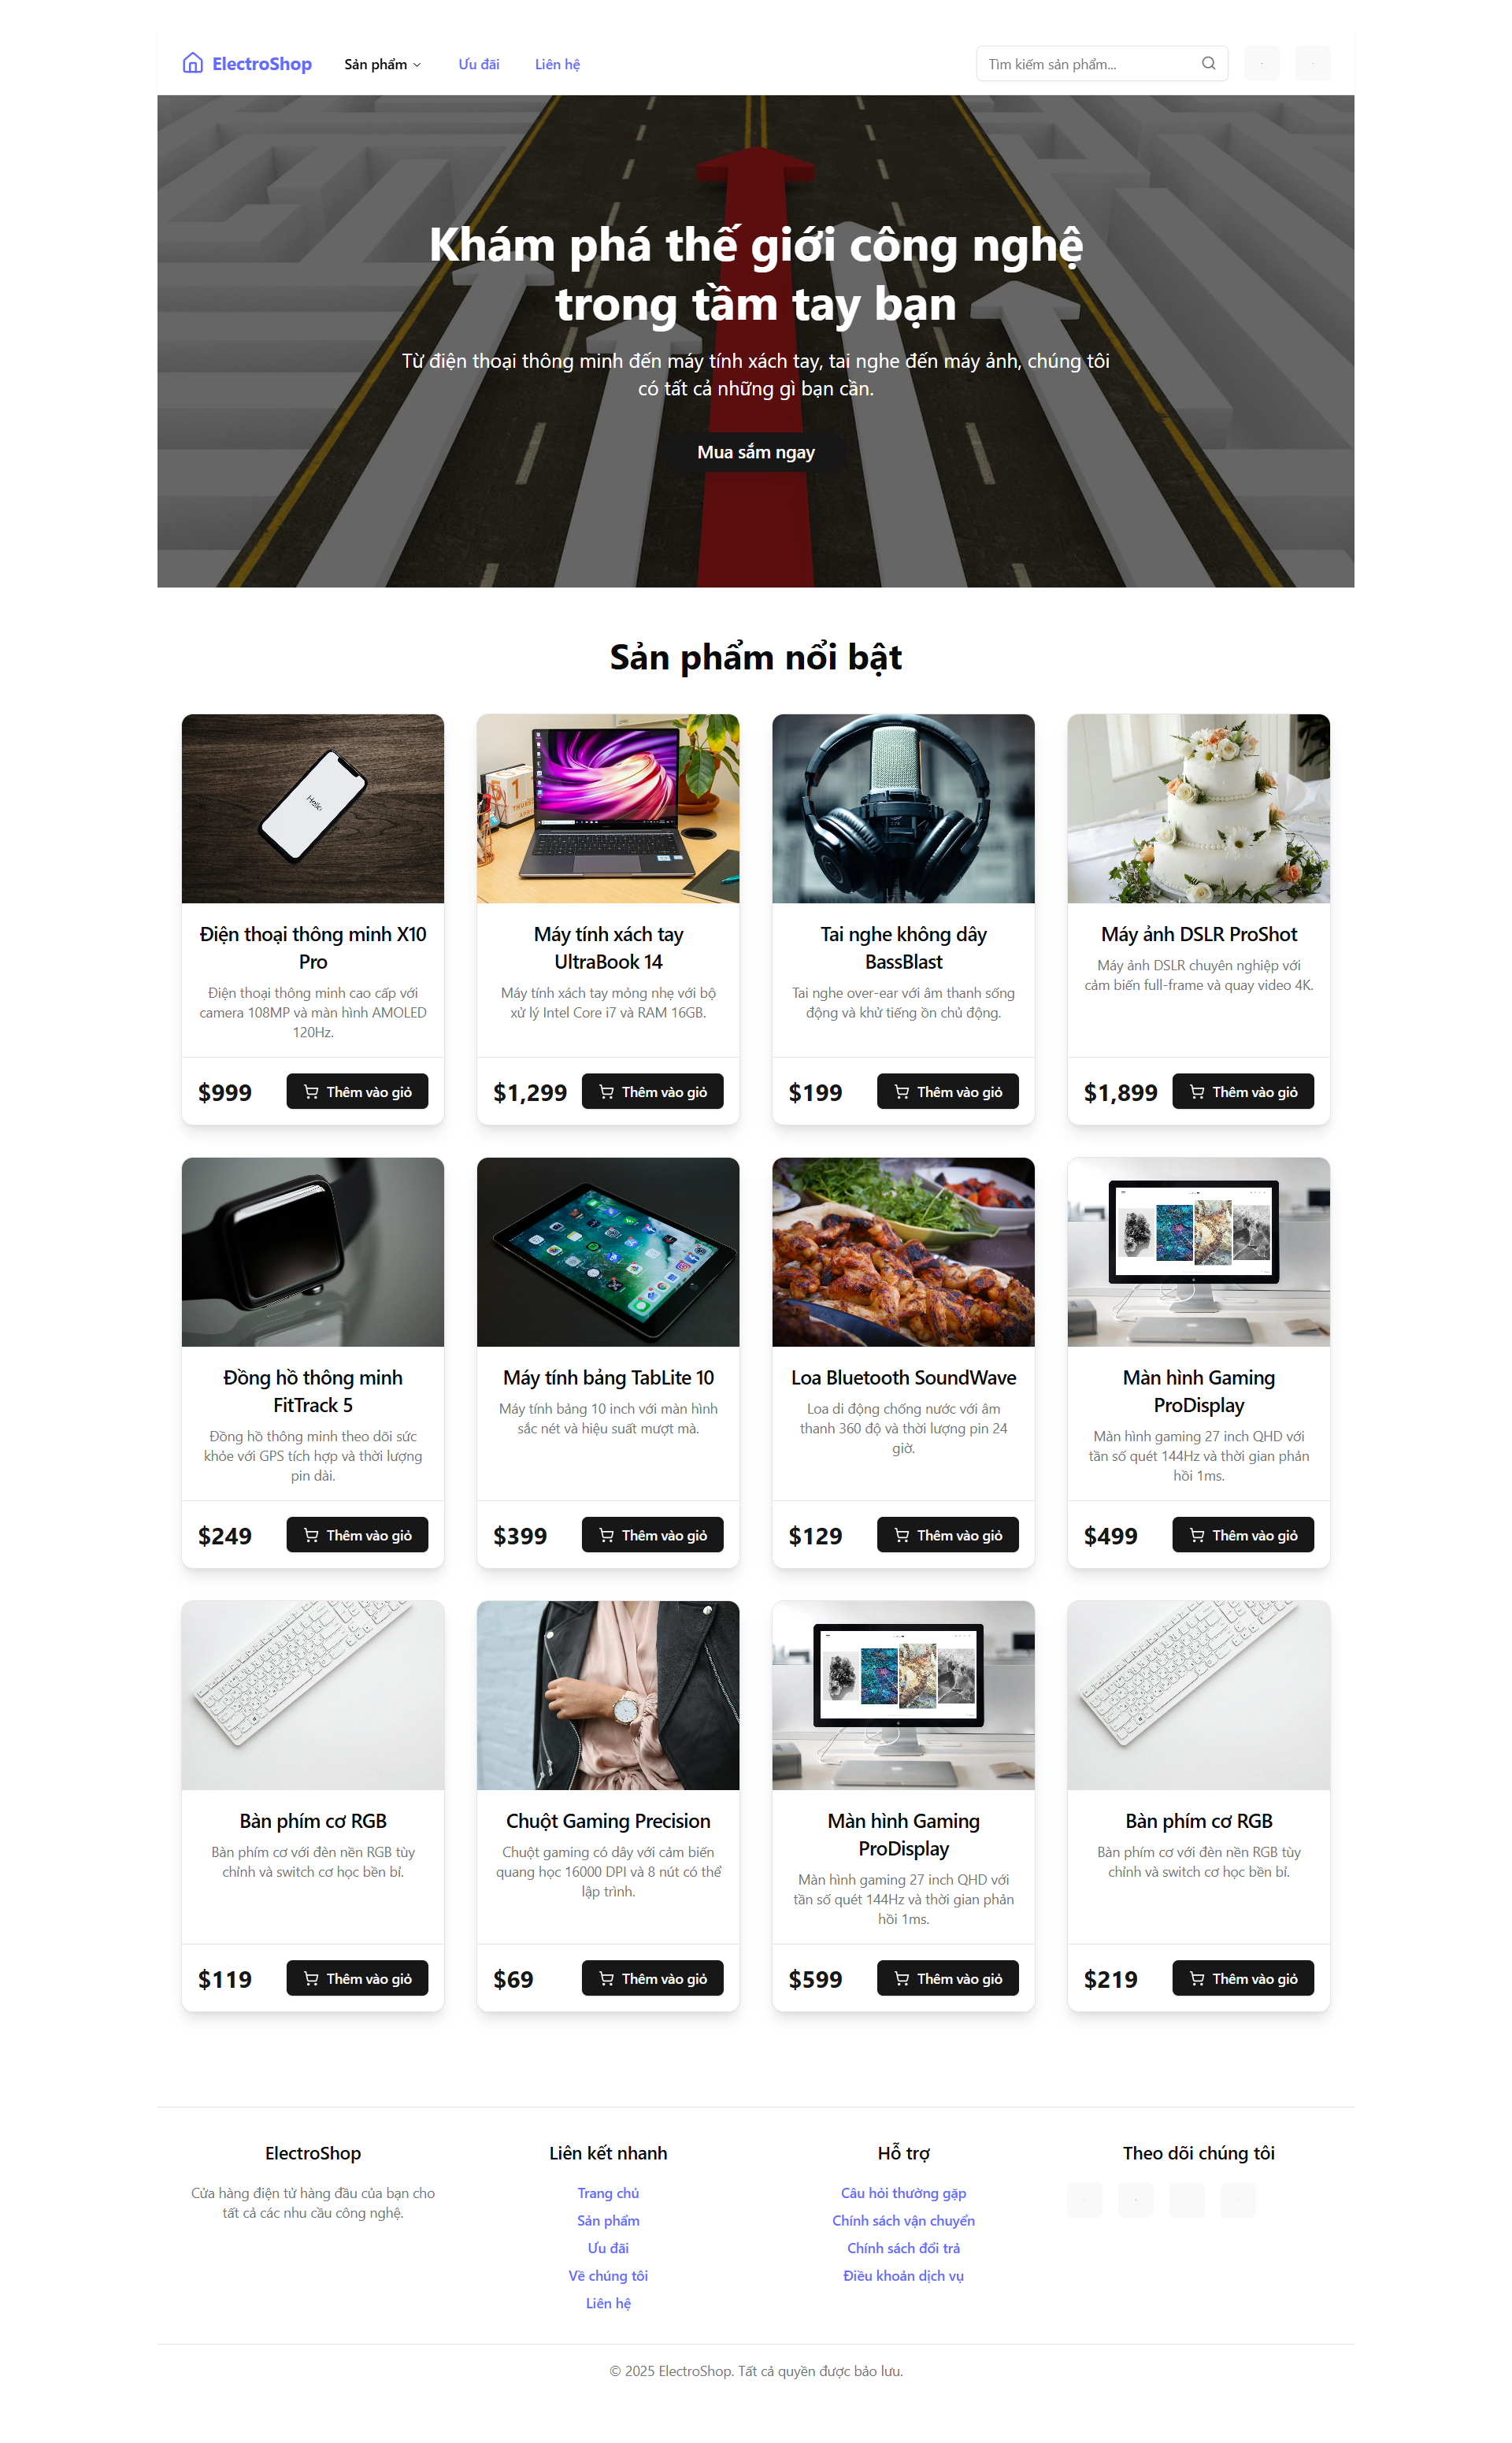 ElectroShop
Sản phẩm
Ưu đãi
Liên hệ
Tìm kiếm sản phẩm...
Khám phá thế giới công nghệ
trong tầm tay bạn
Từ điện thoại thông minh đến máy tính xách tay, tai nghe đến máy ảnh, chúng tôi
có tất cả những gì bạn cần.
Mua sắm ngay
Sản phẩm nổi bật
Hello
Điện thoại thông minh X10
Pro
Điện thoại thông minh cao cấp với
camera 108MP và màn hình AMOLED
120Hz.
$999
Thêm vào giỏ
Máy tính xách tay
UltraBook 14
Máy tính xách tay mỏng nhẹ với bộ
xử lý Intel Core i7 và RAM 16GB.
$1,299
Thêm vào giỏ
Tai nghe không dây
BassBlast
Tai nghe over-ear với âm thanh sống
động và khử tiếng ồn chủ động.
$199
Thêm vào giỏ
Máy ảnh DSLR ProShot
Máy ảnh DSLR chuyên nghiệp với
cảm biến full-frame và quay video 4K.
$1,899
Thêm vào giỏ
Đồng hồ thông minh
FitTrack 5
Đồng hồ thông minh theo dõi sức
khỏe với GPS tích hợp và thời lượng
pin dài.
$249
Thêm vào giỏ
Máy tính bảng TabLite 10
Máy tính bảng 10 inch với màn hình
sắc nét và hiệu suất mượt mà.
$399
Thêm vào giỏ
Loa Bluetooth SoundWave
Loa di động chống nước với âm
thanh 360 độ và thời lượng pin 24
giờ.
$129
Thêm vào giỏ
Màn hình Gaming
ProDisplay
Màn hình gaming 27 inch QHD với
tần số quét 144Hz và thời gian phản
hồi 1ms.
$499
Thêm vào giỏ
Bàn phím cơ RGB
Bàn phím cơ với đèn nền RGB tùy
chỉnh và switch cơ học bền bỉ.
$119
Thêm vào giỏ
Chuột Gaming Precision
Chuột gaming có dây với cảm biến
quang học 16000 DPI và 8 nút có thể
lập trình.
$69
Thêm vào giỏ
Màn hình Gaming
ProDisplay
Màn hình gaming 27 inch QHD với
tần số quét 144Hz và thời gian phản
hồi 1ms.
$599
Thêm vào giỏ
Bàn phím cơ RGB
Bàn phím cơ với đèn nền RGB tùy
chỉnh và switch cơ học bền bỉ.
$219
Thêm vào giỏ
ElectroShop
Cửa hàng điện tử hàng đầu của bạn cho
tất cả các nhu cầu công nghệ.
Liên kết nhanh
Trang chủ
Sản phẩm
Ưu đãi
Về chúng tôi
Liên hệ
Hỗ trợ
Câu hỏi thường gặp
Chính sách vận chuyển
Chính sách đổi trả
Điều khoản dịch vụ
Theo dõi chúng tôi
© 2025 ElectroShop. Tất cả quyền được bảo lưu.